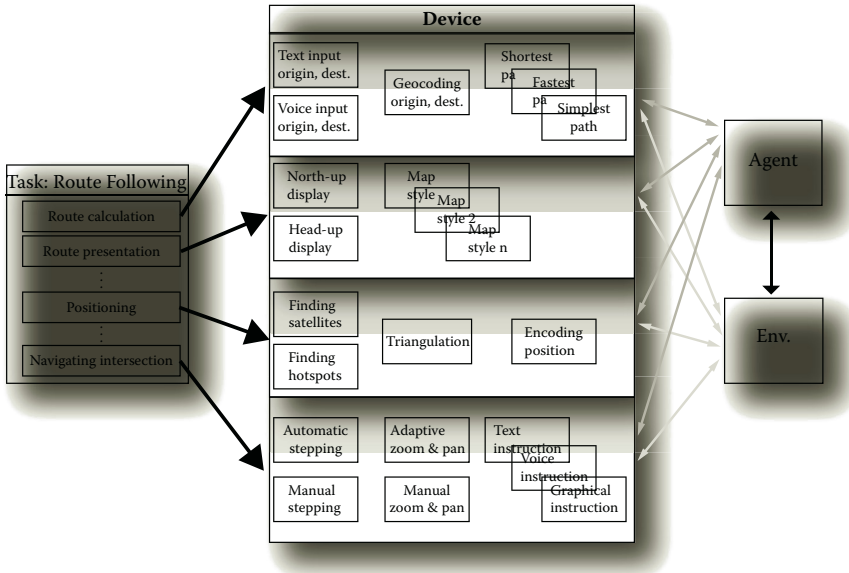 Device
Text input
origin, dest.
Voice input
origin, dest.
Geocoding
origin, dest.
Shortest
pa
Fastest
pa
Simplest
path
Task: Route Following
Route calculation
Route presentation
Positioning
Navigating intersection
North-up
display
Head-up
display
Map
style
Map
style 2
Map
style n
Finding
satellites
Finding
hotspots
Triangulation
Encoding
position
Automatic
stepping
Manual
stepping
Adaptive
zoom & pan
Manual
zoom & pan
Text
instruction
Voice
instruction
Graphical
instruction
Agent
Env.